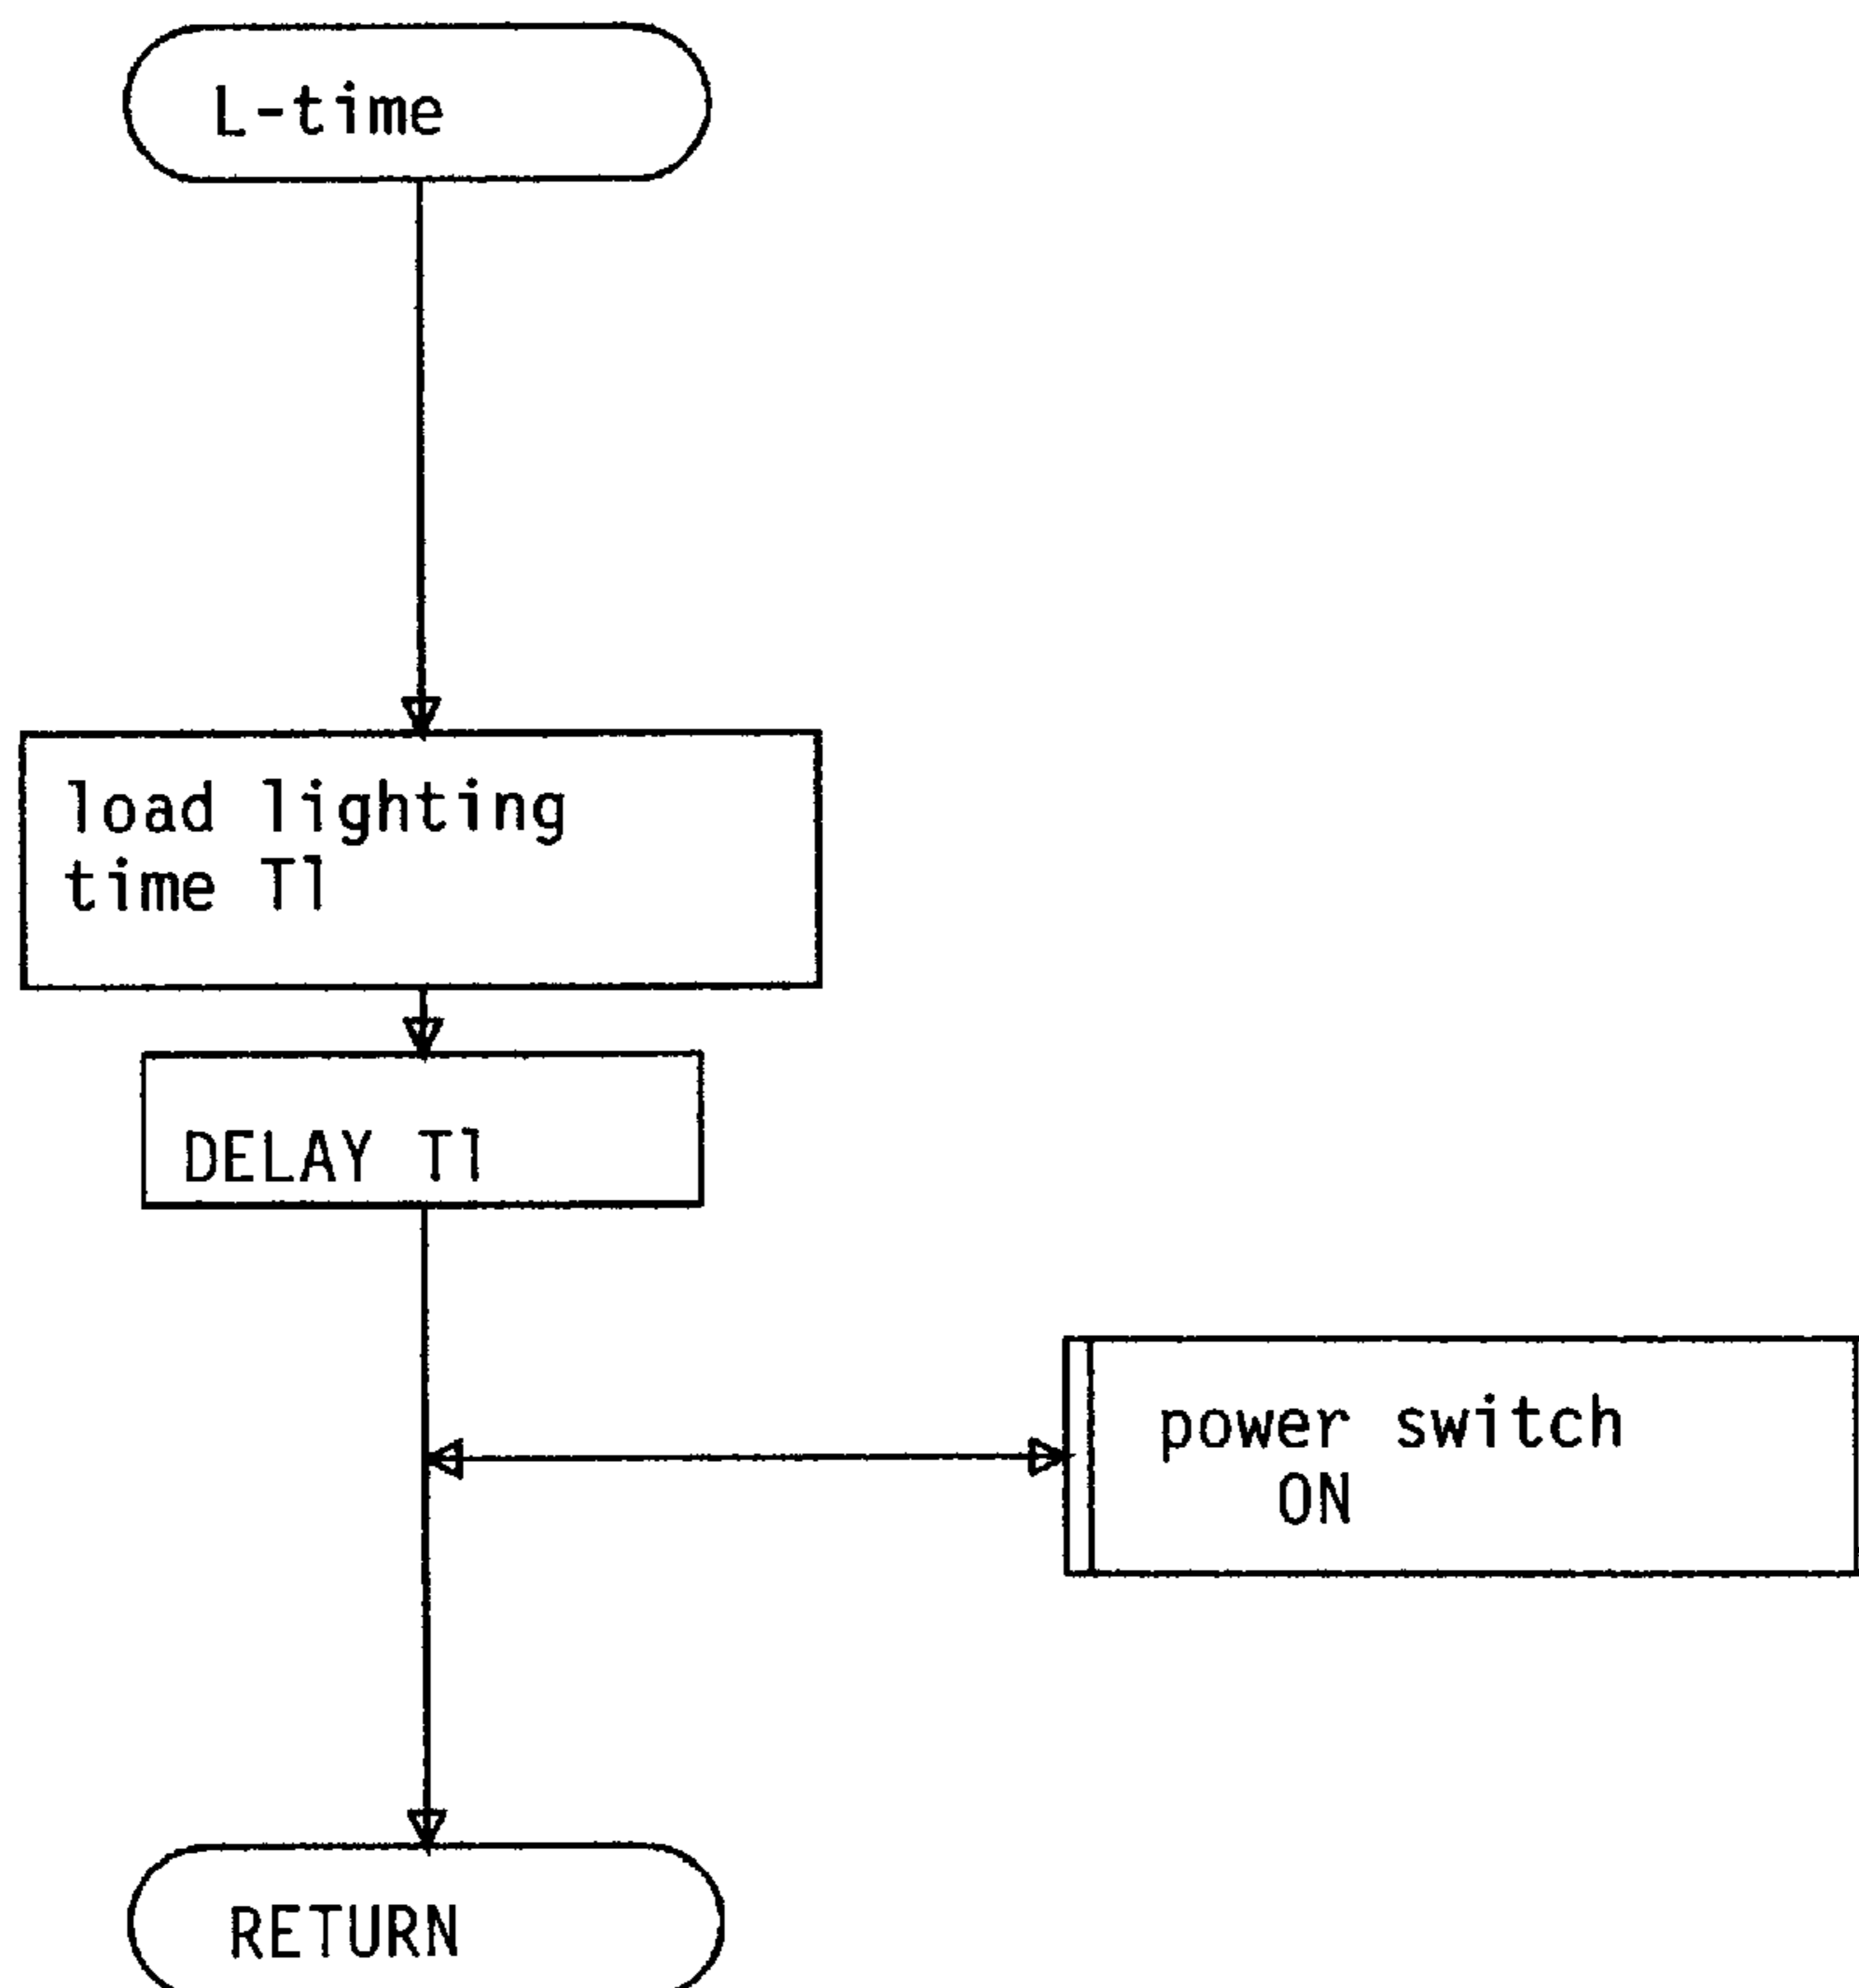 L-time
load lighting
time T1
DELAY T1
power switch
ON
RETURN